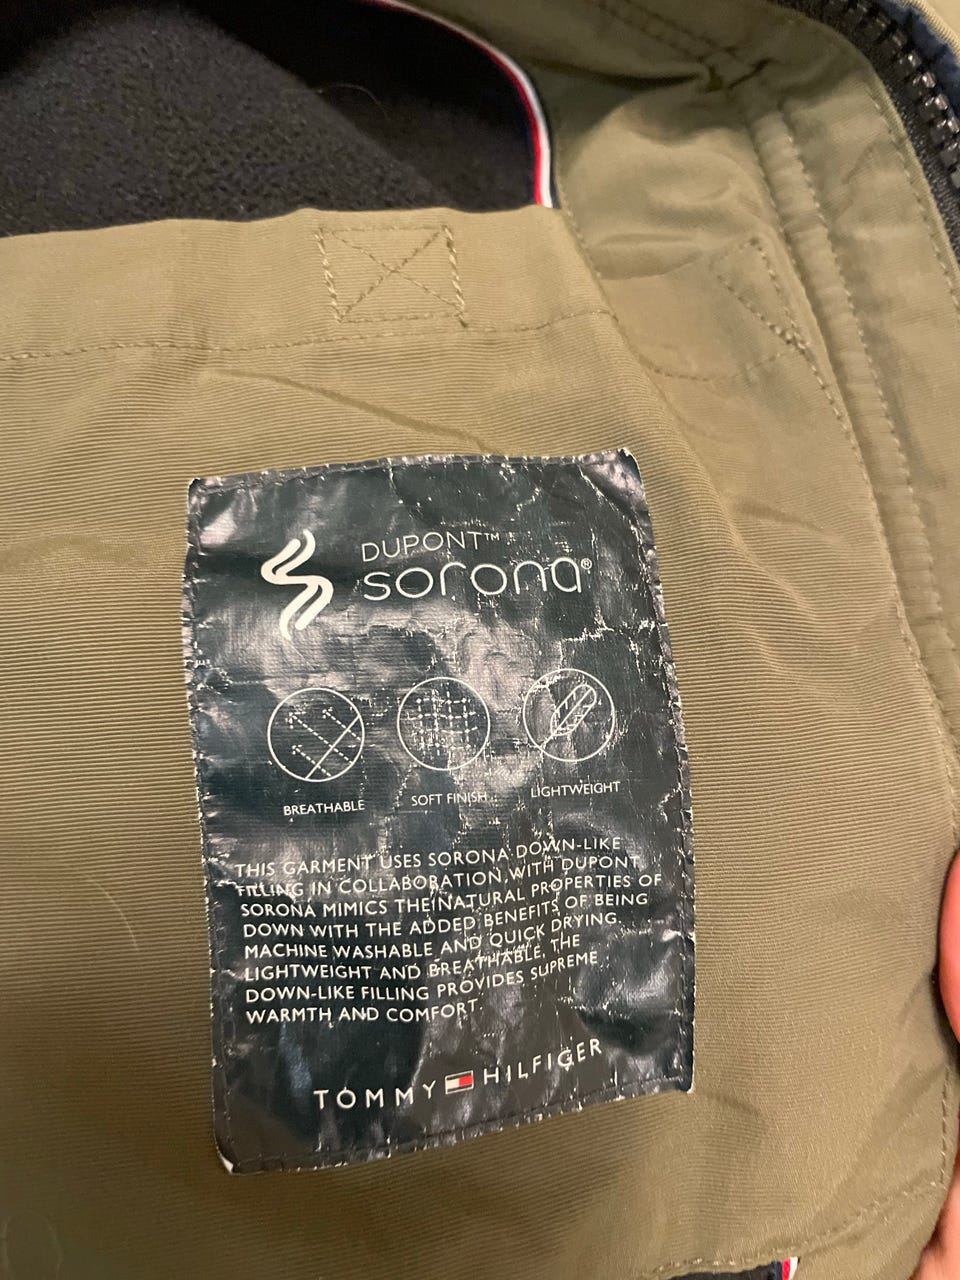 DUPONT™
sorona®
BREATHABLE
SOFT FINISH
LIGHTWEIGHT
THIS GARMENT USES SORONA DOWN-LIKE
FILLING IN COLLABORATION WITH DUPONT.
SORONA MIMICS THE NATURAL PROPERTIES OF
DOWN WITH THE ADDED BENEFITS OF BEING
MACHINE WASHABLE AND QUICK DRYING.
LIGHTWEIGHT AND BREATHABLE, THE
DOWN-LIKE FILLING PROVIDES SUPREME
WARMTH AND COMFORT.
TOMMY HILFIGER